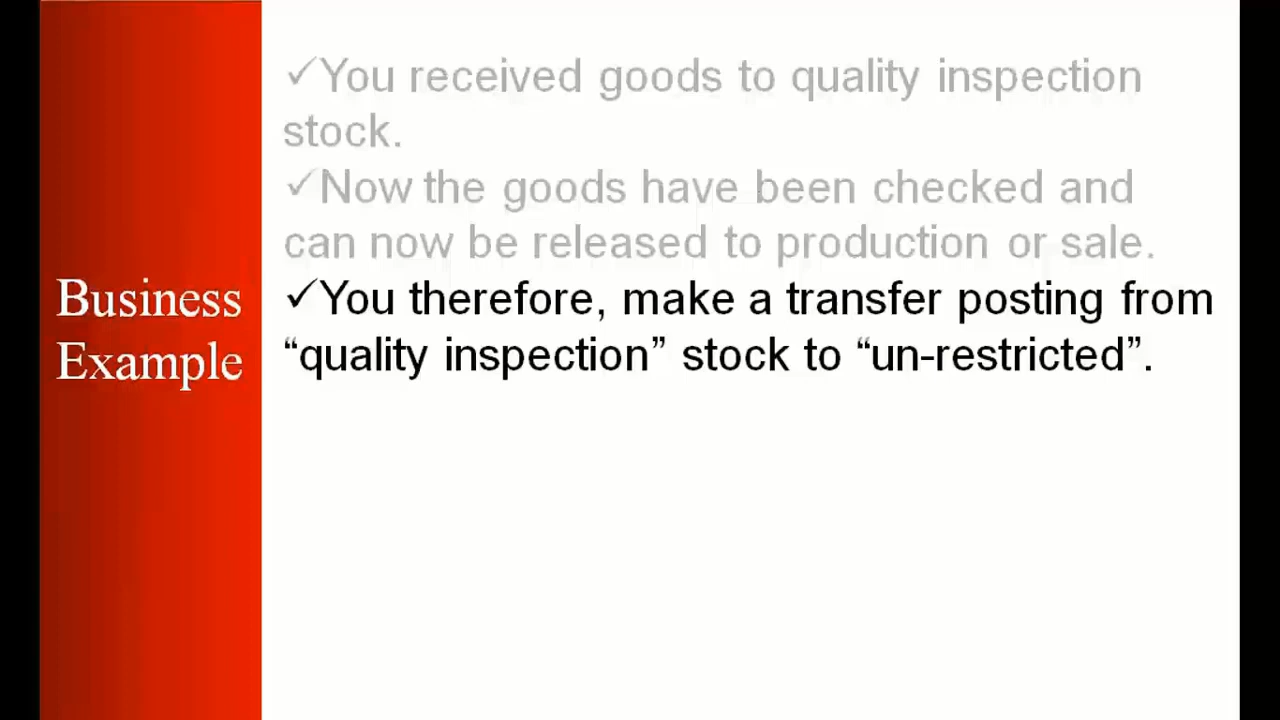 Business
Example
✓You received goods to quality inspection
stock.
✓Now the goods have been checked and
can now be released to production or sale.
✓You therefore, make a transfer posting from
“quality inspection” stock to “un-restricted”.